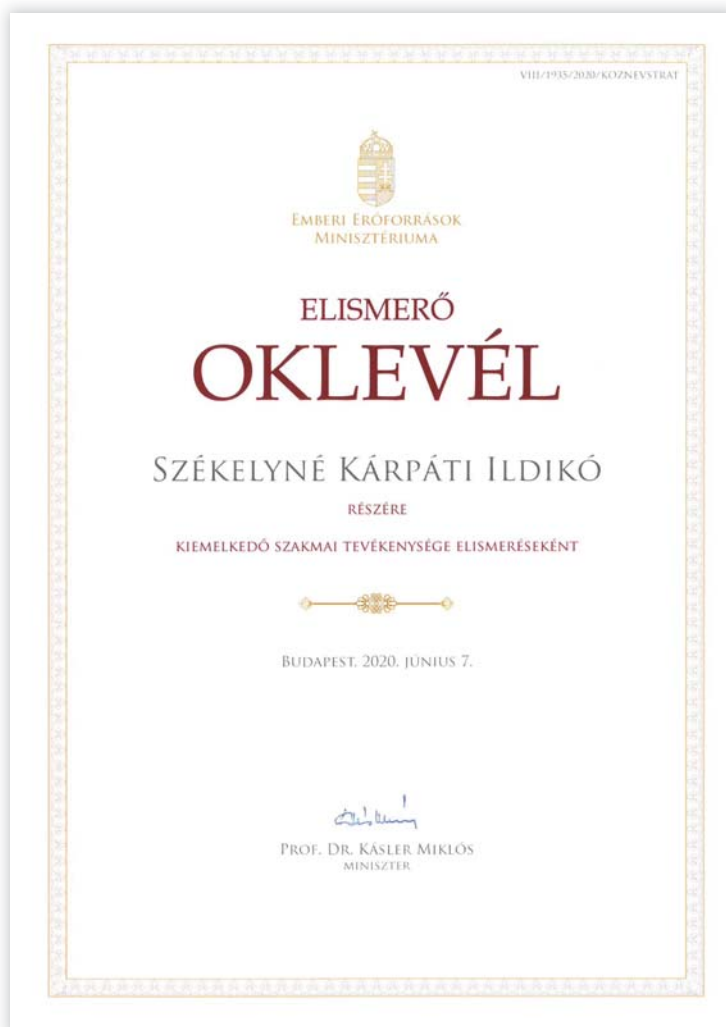 VIII/1935/2020/KOZNEVSTRAT
EMBERI ERŐFORRÁSOK
MINISZTÉRIUMA
ELISMERŐ
OKLEVÉL
SZÉKELYNÉ KÁRPÁTI ILDIKÓ
RÉSZÉRE
KIEMELKEDŐ SZAKMAI TEVÉKENYSÉGE ELISMERÉSEKÉNT
BUDAPEST, 2020. JÚNIUS 7.
PROF. DR. KÁSLER MIKLÓS
MINISZTER